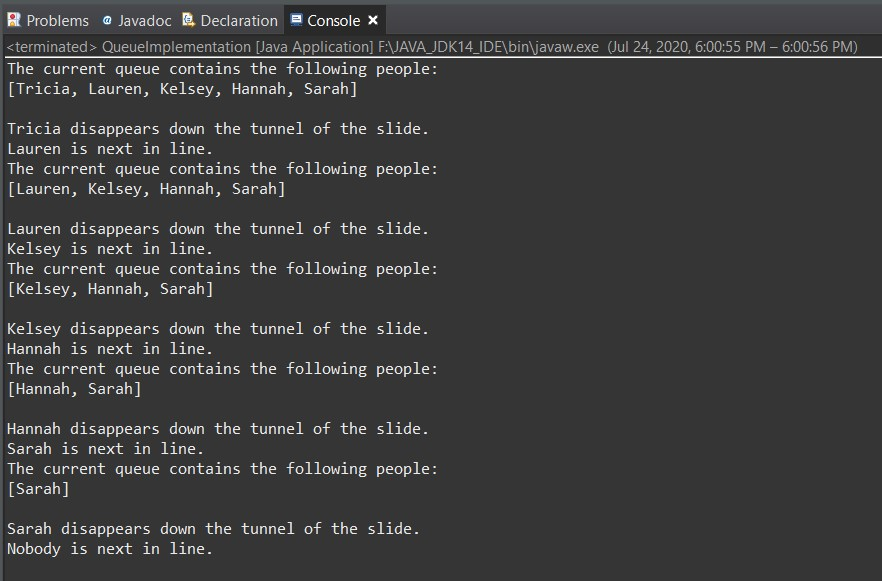 Problems @ Javadoc Declaration Console ×
<terminated> QueueImplementation [Java Application] F:\JAVA_JDK14_IDE\bin\javaw.exe (Jul 24, 2020, 6:00:55 PM – 6:00:56 PM)
The current queue contains the following people:
[Tricia, Lauren, Kelsey, Hannah, Sarah]
Tricia disappears down the tunnel of the slide.
Lauren is next in line.
The current queue contains the following people:
[Lauren, Kelsey, Hannah, Sarah]
Lauren disappears down the tunnel of the slide.
Kelsey is next in line.
The current queue contains the following people:
[Kelsey, Hannah, Sarah]
Kelsey disappears down the tunnel of the slide.
Hannah is next in line.
The current queue contains the following people:
[Hannah, Sarah]
Hannah disappears down the tunnel of the slide.
Sarah is next in line.
The current queue contains the following people:
[Sarah]
Sarah disappears down the tunnel of the slide.
Nobody is next in line.